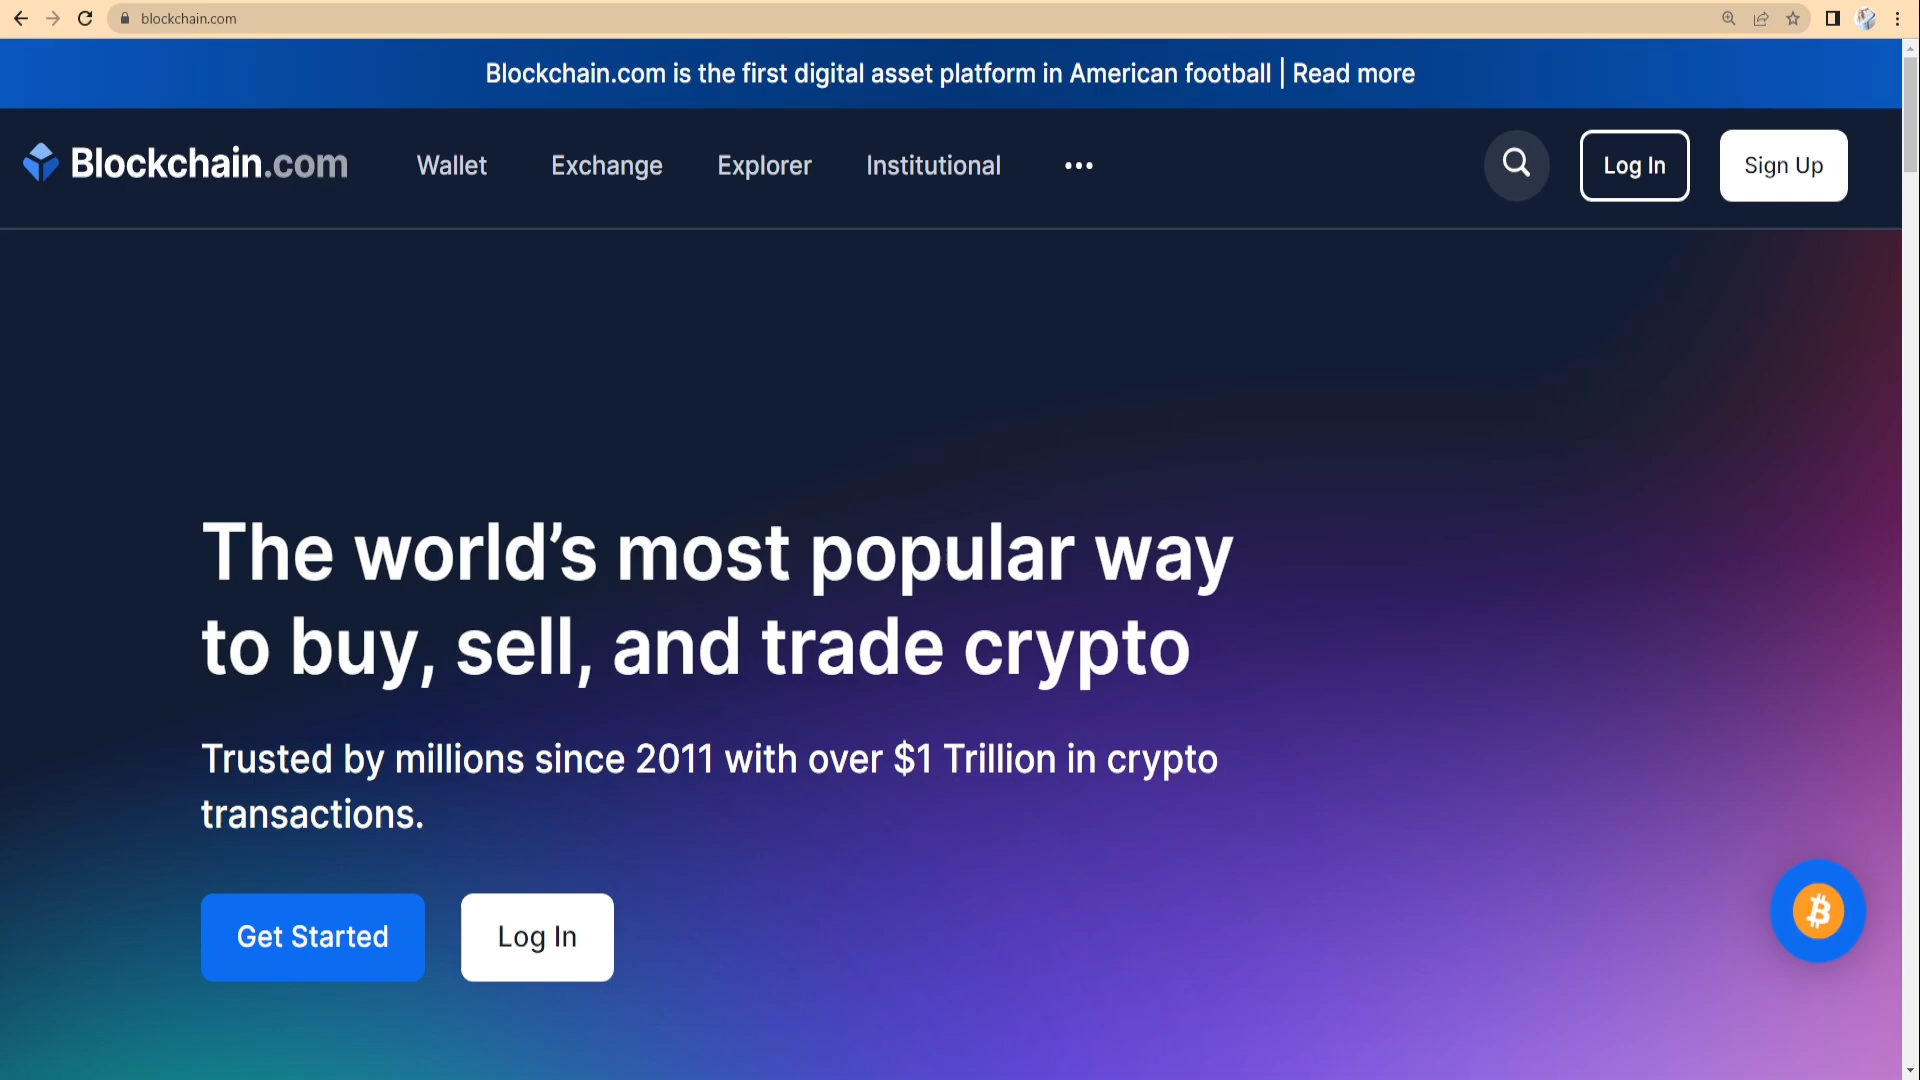 blockchain.com
Blockchain.com is the first digital asset platform in American football | Read more
Blockchain.com Wallet Exchange Explorer Institutional ••• Log In Sign Up
The world’s most popular way
to buy, sell, and trade crypto
Trusted by millions since 2011 with over $1 Trillion in crypto
transactions.
Get Started Log In